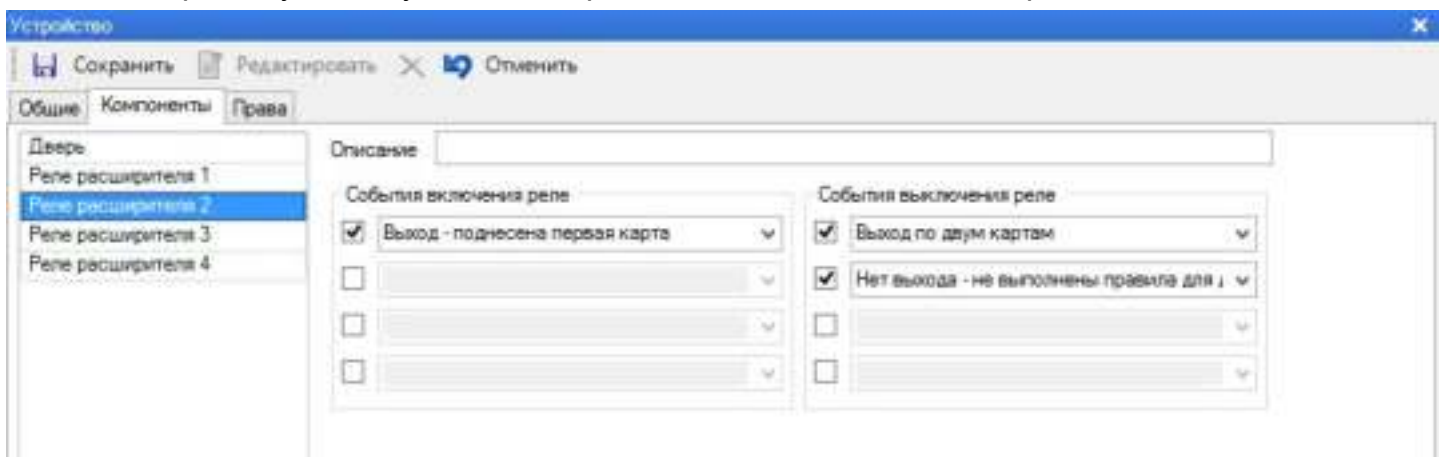 Устройство
Сохранить Редактировать Отменить
Общие Компоненты Права
Дверь
Реле расширителя 1
Реле расширителя 2
Реле расширителя 3
Реле расширителя 4
Описание
События включения реле
Выход - поднесена первая карта
События выключения реле
Выход по двум картам
Нет выхода - не выполнены правила для